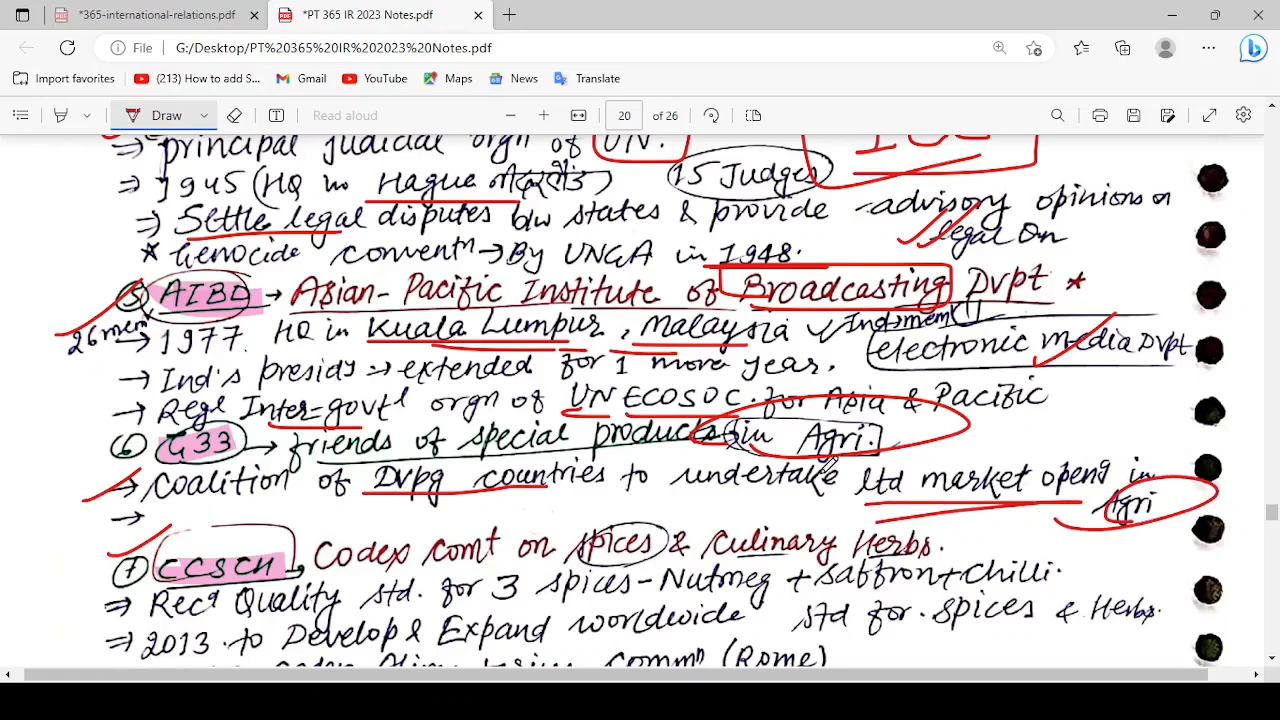 *365-international-relations.pdf
*PT 365 IR 2023 Notes.pdf
File G:/Desktop/PT%20365%20IR%202023%20Notes.pdf
Import favorites (213) How to add S... Gmail YouTube Maps News Translate
Draw Read aloud 20 of 26
⇒ principal judicial orgn of UN.
⇒ 1945 (HQ in Hague) 15 Judges
⇒ Settle legal disputes b/w states & provide advisory opinions on
legal
* Genocide conventn → By UNGA in 1948.
⑤ AIBD → Asian-Pacific Institute of Broadcasting Dvpt *
26 mem
→ 1977. HQ in Kuala Lumpur, Malaysia
electronic media Dvpt
→ Ind's → extended for 1 more year.
→ Regl Inter-govtl orgn of UN ECOSOC. for Asia & Pacific
⑥ G33 → friends of special products in Agri.
→ Coalition of Dvpg countries to undertake ltd market openg in
Agri
→
⑦ CCSCH → Codex Comt on spices & Culinary Herbs.
⇒ Quality std. for 3 spices - Nutmeg + saffron + chilli.
⇒ 2013. to Develop & Expand worldwide std for. spices & Herbs.
Commn (Rome)